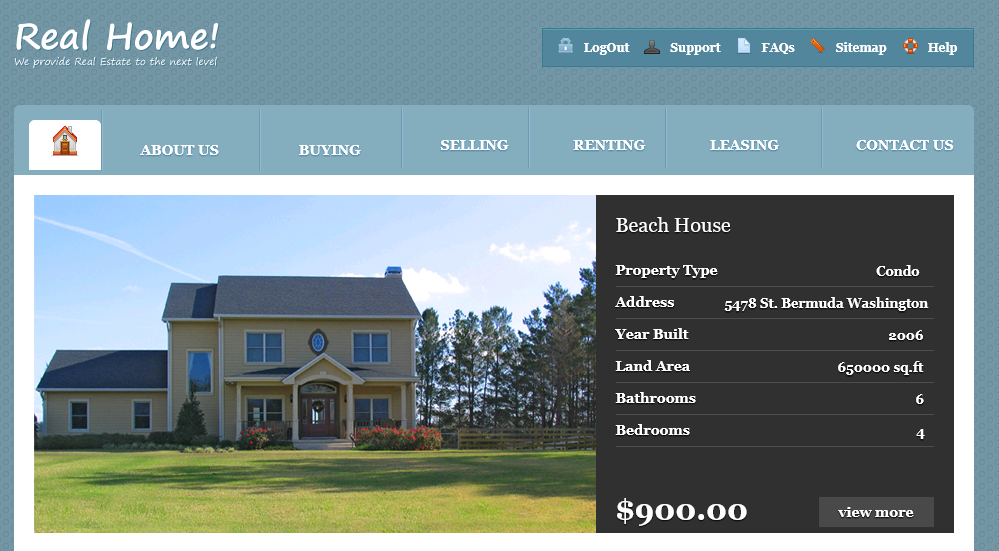 Real Home!
We provide Real Estate to the next level
LogOut Support FAQs Sitemap Help
ABOUT US BUYING SELLING RENTING LEASING CONTACT US
Beach House
Property Type Condo
Address 5478 St. Bermuda Washington
Year Built 2006
Land Area 650000 sq.ft
Bathrooms 6
Bedrooms 4
$900.00 view more